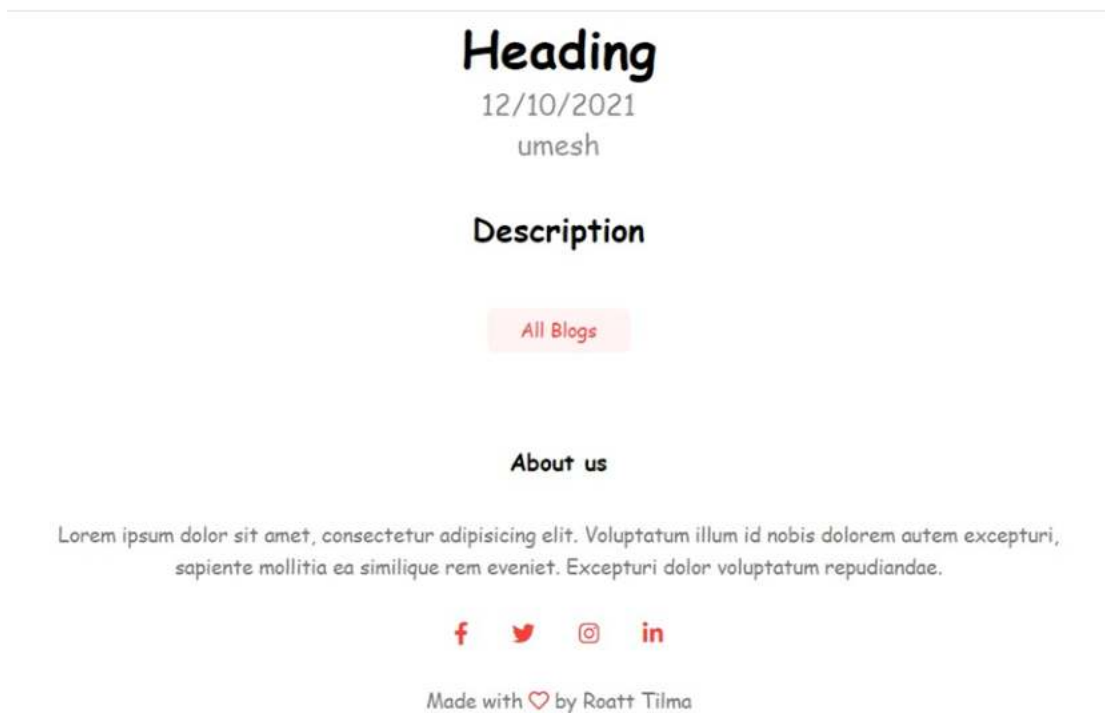 Heading
12/10/2021
umesh
Description
All Blogs
About us
Lorem ipsum dolor sit amet, consectetur adipisicing elit. Voluptatum illum id nobis dolorem autem excepturi,
sapiente mollitia ea similique rem eveniet. Excepturi dolor voluptatum repudiandae.
Made with ♡ by Roatt Tilma